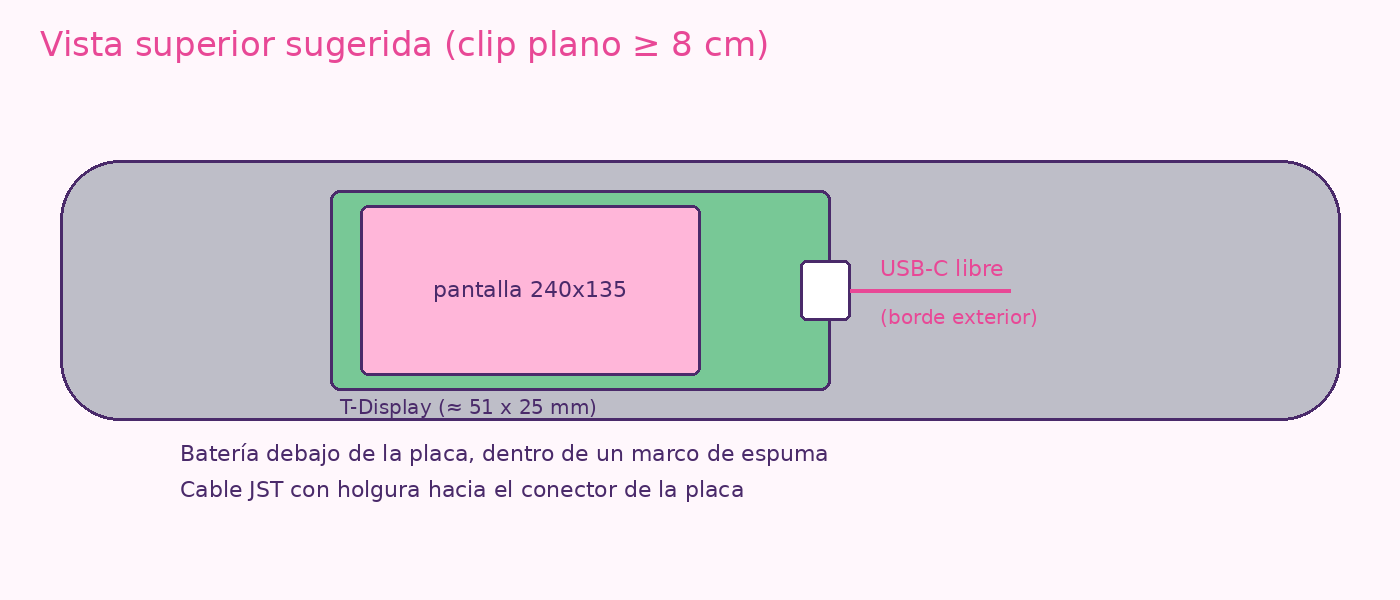 Vista superior sugerida (clip plano ≥ 8 cm)
pantalla 240x135
USB-C libre
(borde exterior)
T-Display (≈ 51 x 25 mm)
Batería debajo de la placa, dentro de un marco de espuma
Cable JST con holgura hacia el conector de la placa